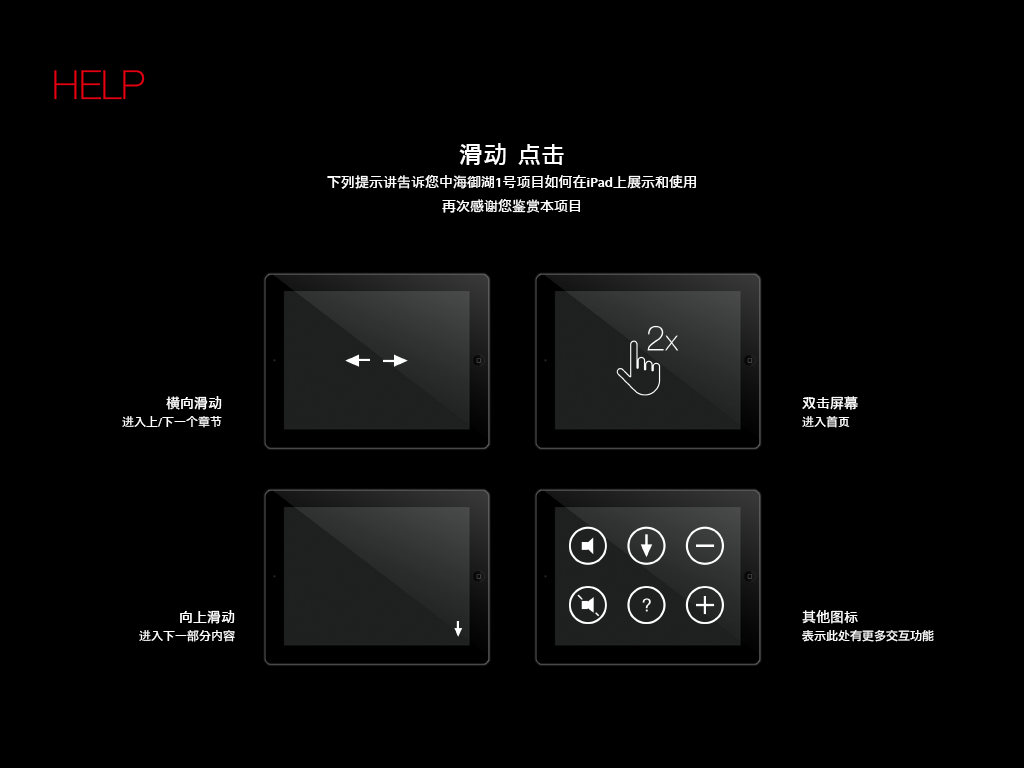 HELP
滑动 点击
下列提示讲告诉您中海御湖1号项目如何在iPad上展示和使用
再次感谢您鉴赏本项目
2x
横向滑动
进入上/下一个章节
双击屏幕
进入首页
向上滑动
进入下一部分内容
?
其他图标
表示此处有更多交互功能